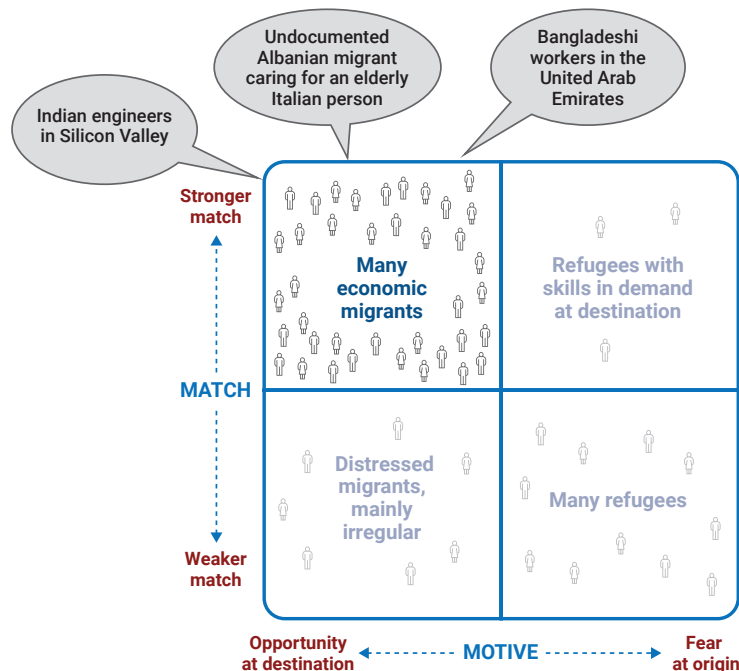 Undocumented
Albanian migrant
caring for an elderly
Italian person
Bangladeshi
workers in the
United Arab
Emirates
Indian engineers
in Silicon Valley
Stronger
match
Many
economic
migrants
Refugees with
skills in demand
at destination
MATCH
Distressed
migrants,
mainly
irregular
Many refugees
Weaker
match
Opportunity
at destination
MOTIVE
Fear
at origin